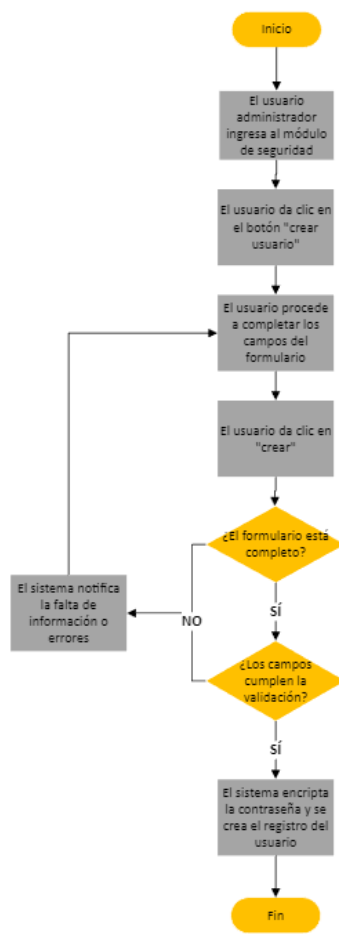 Inicio
El usuario
administrador
ingresa al módulo
de seguridad
El usuario da clic en
el botón "crear
usuario"
El usuario procede
a completar los
campos del
formulario
El usuario da clic en
"crear"
¿El formulario está
completo?
El sistema notifica
la falta de
información o
errores
NO
SÍ
¿Los campos
cumplen la
validación?
SÍ
El sistema encripta
la contraseña y se
crea el registro del
usuario
Fin